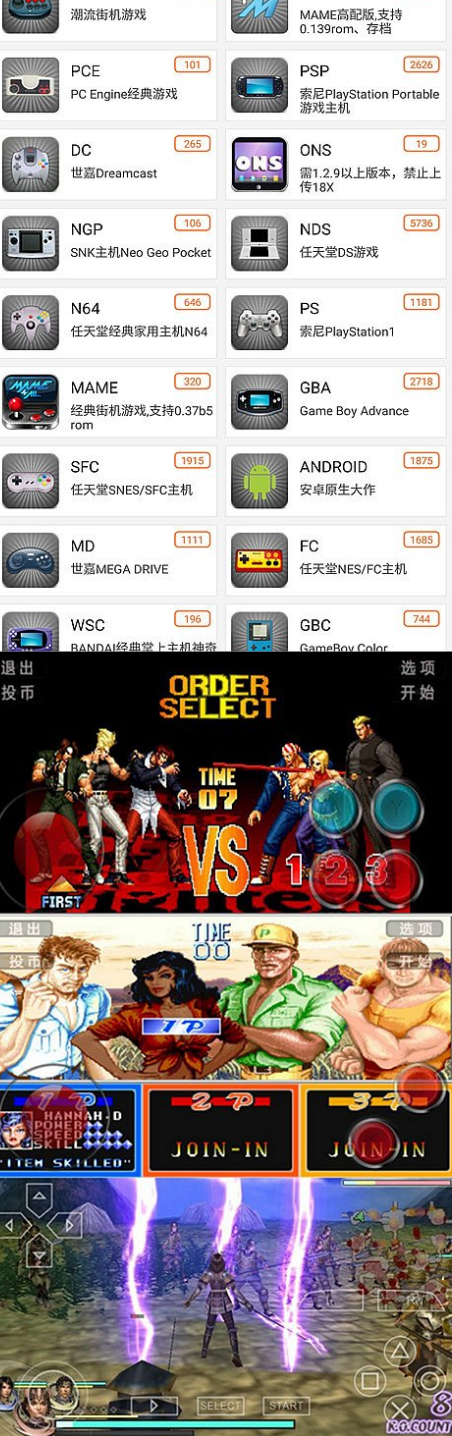 潮流街机游戏
MAME高配版,支持
0.139rom、存档
PCE
101
PC Engine经典游戏
PSP
2626
索尼PlayStation Portable
游戏主机
DC
265
世嘉Dreamcast
ONS
19
需1.2.9以上版本，禁止上
传18X
NGP
106
SNK主机Neo Geo Pocket
NDS
5736
任天堂DS游戏
N64
646
任天堂经典家用主机N64
PS
1181
索尼PlayStation1
MAME
320
经典街机游戏,支持0.37b5
rom
GBA
2718
Game Boy Advance
SFC
1915
任天堂SNES/SFC主机
ANDROID
1875
安卓原生大作
MD
1111
世嘉MEGA DRIVE
FC
1685
任天堂NES/FC主机
WSC
196
BANDAI经典掌上主机神奇
GBC
744
GameBoy Color
退出
选项
投币
开始
ORDER
SELECT
TIME
07
VS
1 2 3
FIRST
退出
选项
投币
开始
TIME
00
1P
1P
HANNAH.D
POWER
SPEED
SKILL
"ITEM SKILLED"
2P
JOIN-IN
3P
JOIN-IN
SELECT
START
8
K.O.COUNT